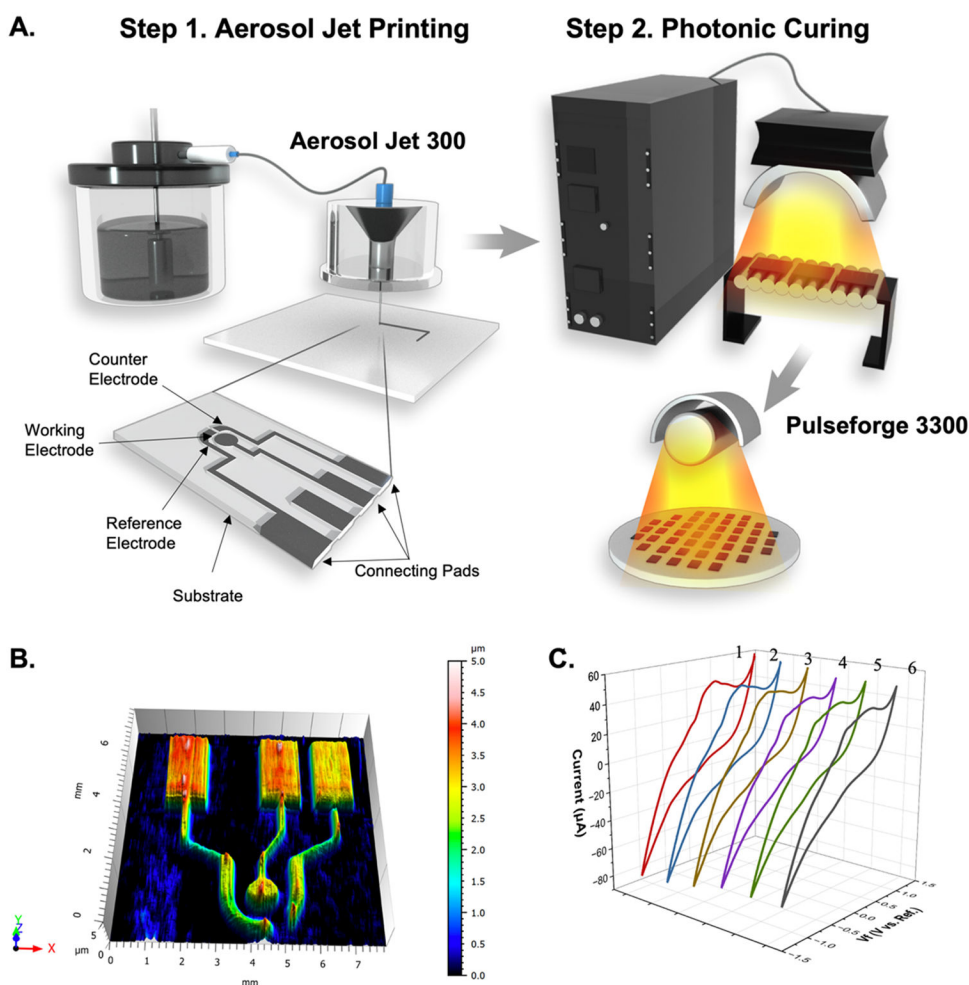 A.
Step 1. Aerosol Jet Printing
Step 2. Photonic Curing
Aerosol Jet 300
Counter
Electrode
Working
Electrode
Reference
Electrode
Substrate
Connecting Pads
Pulseforge 3300
B.
µm
5.0
4.5
4.0
3.5
3.0
2.5
2.0
1.5
1.0
0.5
0.0
6
4
mm
2
0
5
µm 0
0 1 2 3 4 5 6 7
mm
Y
Z
X
C.
1 2 3 4 5 6
60
40
20
0
−20
−40
−60
−80
Current (µA)
1.5
1.0
0.5
0.0
−0.5
−1.0
−1.5
Vf (V vs. Ref.)